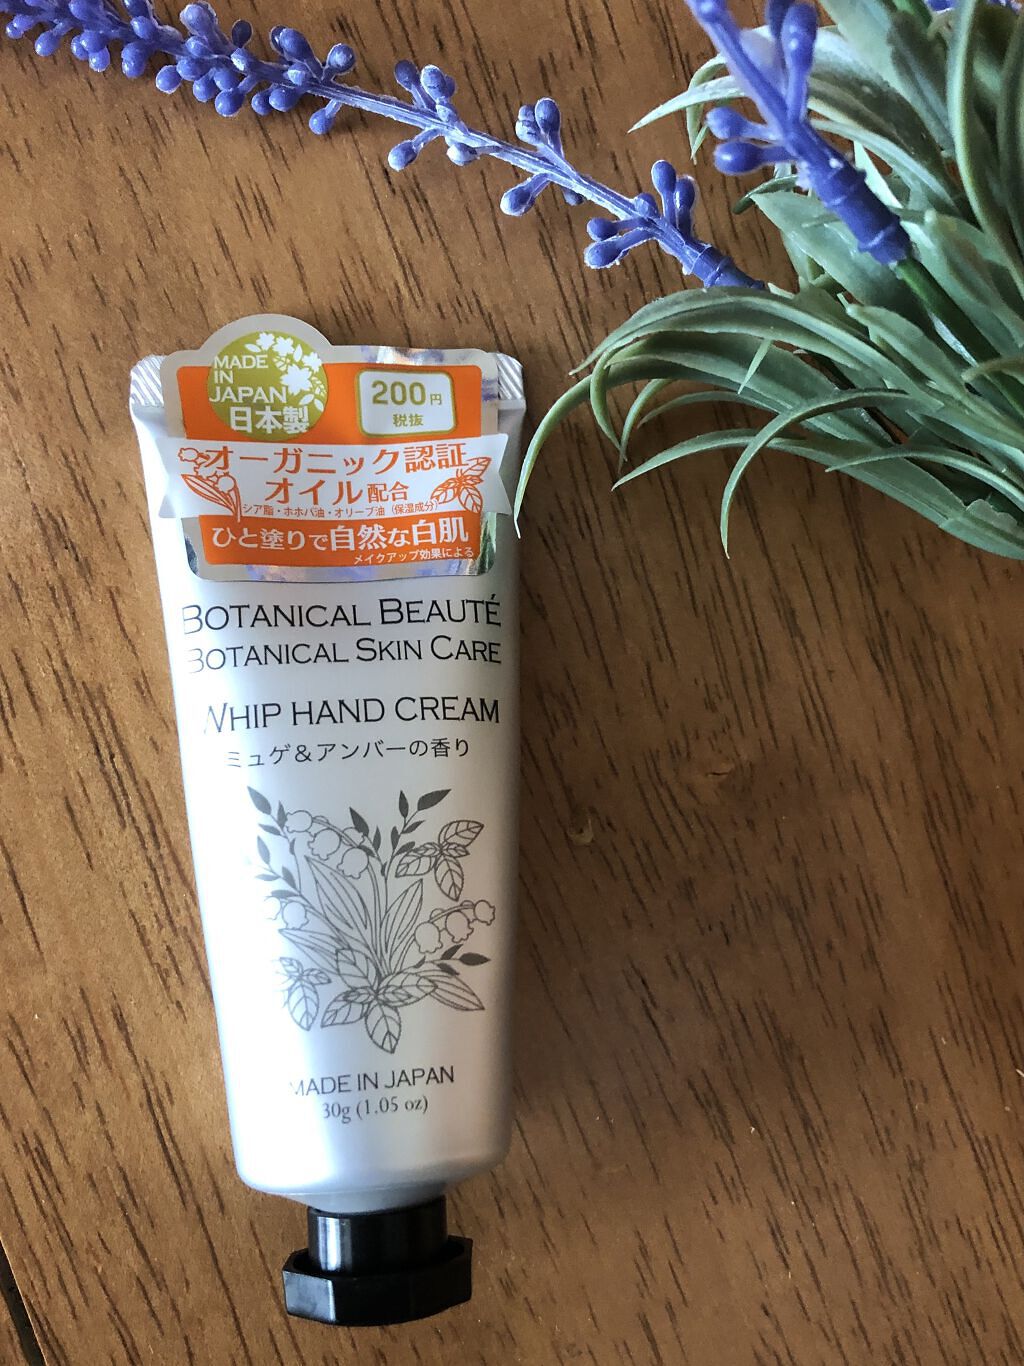 MADE
IN
JAPAN
日本製
200円
税抜
オーガニック認証
オイル配合
シア脂・ホホバ油・オリーブ油（保湿成分）
ひと塗りで自然な白肌
メイクアップ効果による
BOTANICAL BEAUTÉ
BOTANICAL SKIN CARE
WHIP HAND CREAM
ミュゲ＆アンバーの香り
MADE IN JAPAN
30g (1.05 oz)